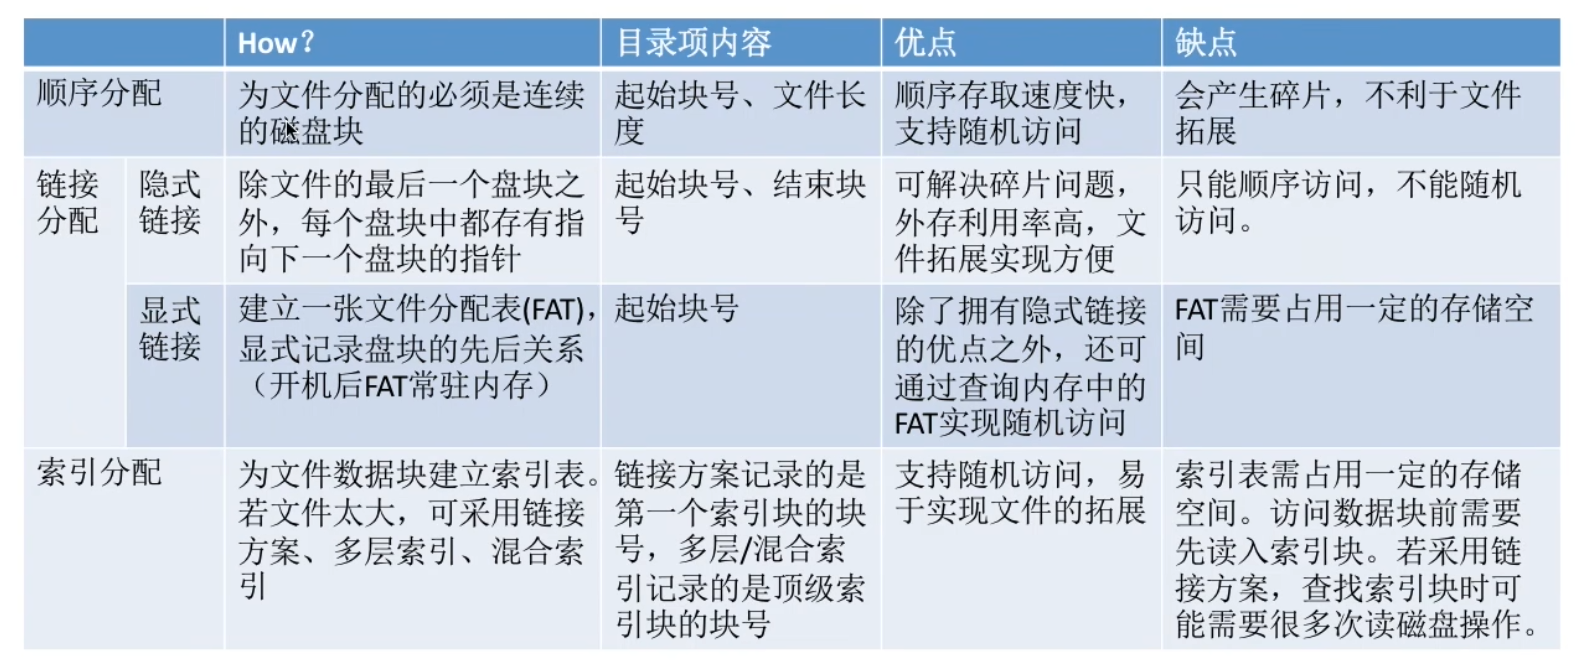 How？
目录项内容
优点
缺点
顺序分配
为文件分配的必须是连续
的磁盘块
起始块号、文件长
度
顺序存取速度快，
支持随机访问
会产生碎片，不利于文件
拓展
链接
分配
隐式
链接
除文件的最后一个盘块之
外，每个盘块中都存有指
向下一个盘块的指针
起始块号、结束块
号
可解决碎片问题，
外存利用率高，文
件拓展实现方便
只能顺序访问，不能随机
访问。
显式
链接
建立一张文件分配表(FAT)，
显式记录盘块的先后关系
（开机后FAT常驻内存）
起始块号
除了拥有隐式链接
的优点之外，还可
通过查询内存中的
FAT实现随机访问
FAT需要占用一定的存储空
间
索引分配
为文件数据块建立索引表。
若文件太大，可采用链接
方案、多层索引、混合索
引
链接方案记录的是
第一个索引块的块
号，多层/混合索
引记录的是顶级索
引块的块号
支持随机访问，易
于实现文件的拓展
索引表需占用一定的存储
空间。访问数据块前需要
先读入索引块。若采用链
接方案，查找索引块时可
能需要很多次读磁盘操作。